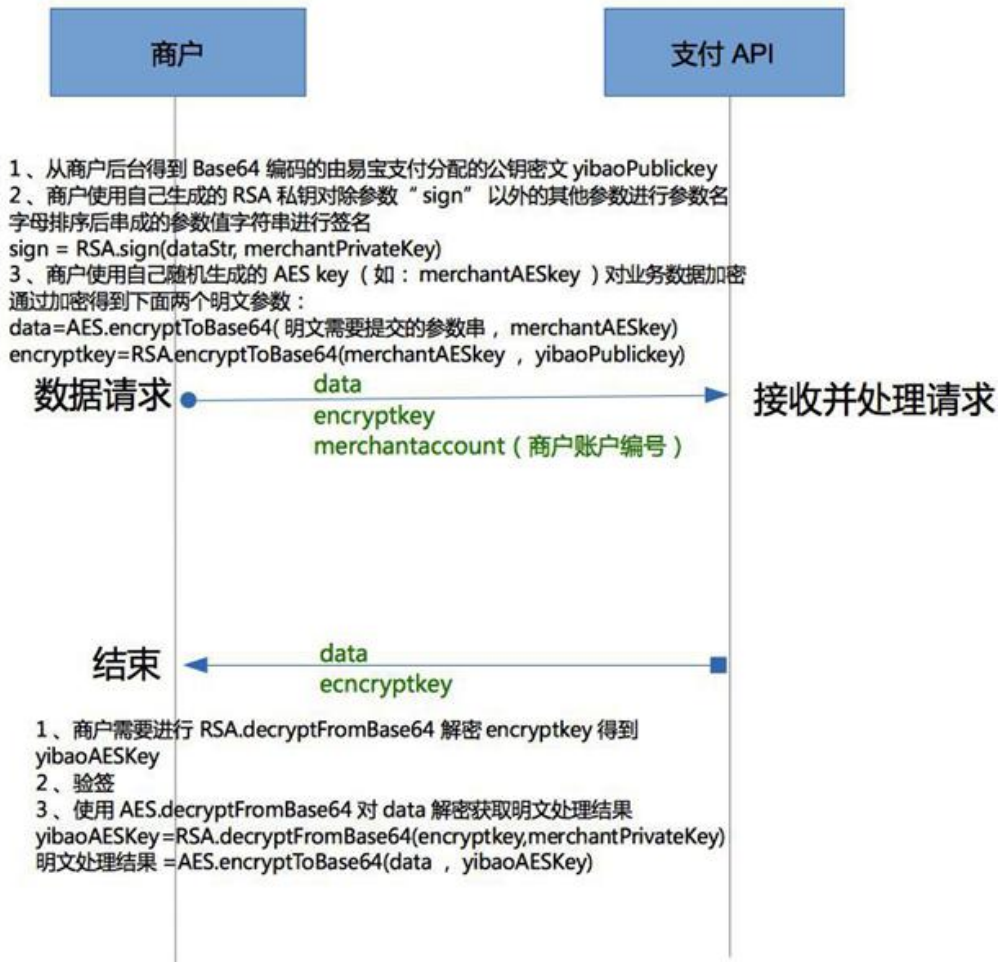 商户
支付 API
1、从商户后台得到 Base64 编码的由易宝支付分配的公钥密文 yibaoPublickey
2、商户使用自己生成的 RSA 私钥对除参数“ sign” 以外的其他参数进行参数名
字母排序后串成的参数值字符串进行签名
sign = RSA.sign(dataStr, merchantPrivateKey)
3、商户使用自己随机生成的 AES key（如：merchantAESkey ）对业务数据加密
通过加密得到下面两个明文参数：
data=AES.encryptToBase64( 明文需要提交的参数串，merchantAESkey)
encryptkey=RSA.encryptToBase64(merchantAESkey ，yibaoPublickey)
数据请求
data
encryptkey
merchantaccount（商户账户编号）
接收并处理请求
结束
data
ecncryptkey
1、商户需要进行 RSA.decryptFromBase64 解密 encryptkey 得到
yibaoAESKey
2、验签
3、使用 AES.decryptFromBase64 对 data 解密获取明文处理结果
yibaoAESKey=RSA.decryptFromBase64(encryptkey,merchantPrivateKey)
明文处理结果 =AES.encryptToBase64(data ，yibaoAESKey)